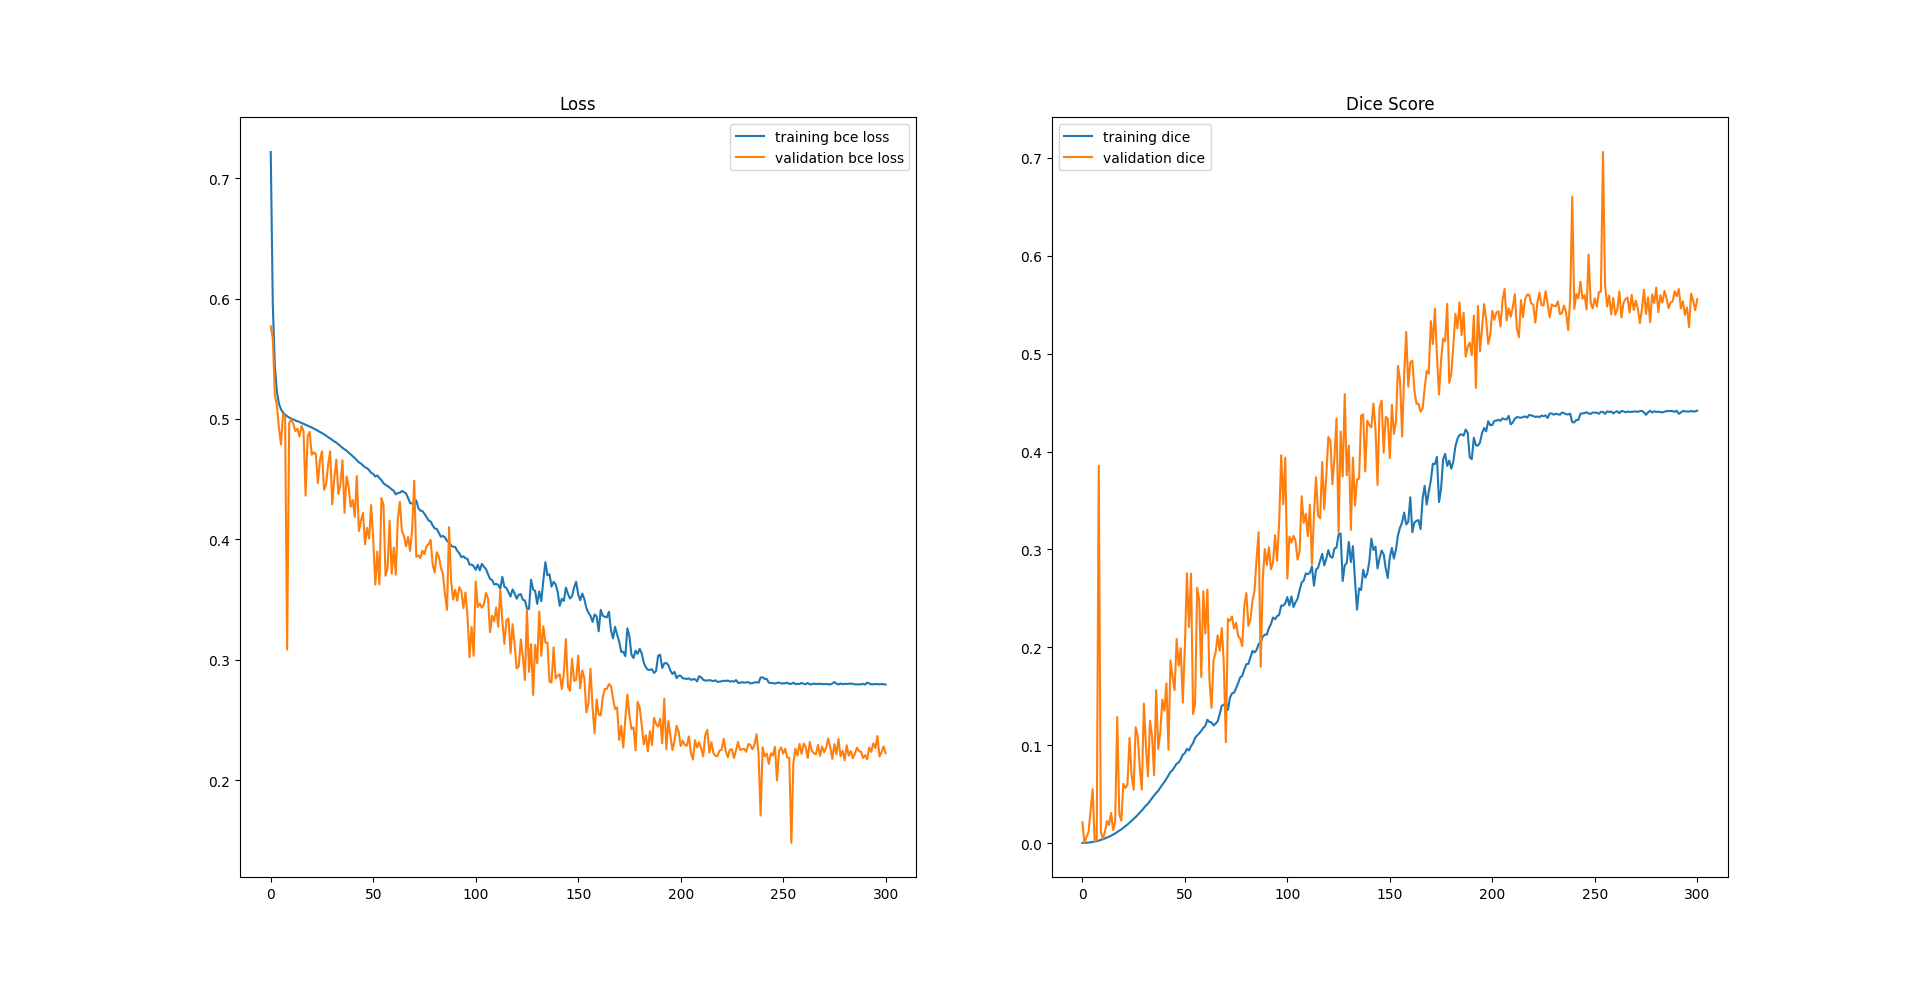 Loss
training bce loss
validation bce loss
0.7
0.6
0.5
0.4
0.3
0.2
0 50 100 150 200 250 300
Dice Score
training dice
validation dice
0.7
0.6
0.5
0.4
0.3
0.2
0.1
0.0
0 50 100 150 200 250 300